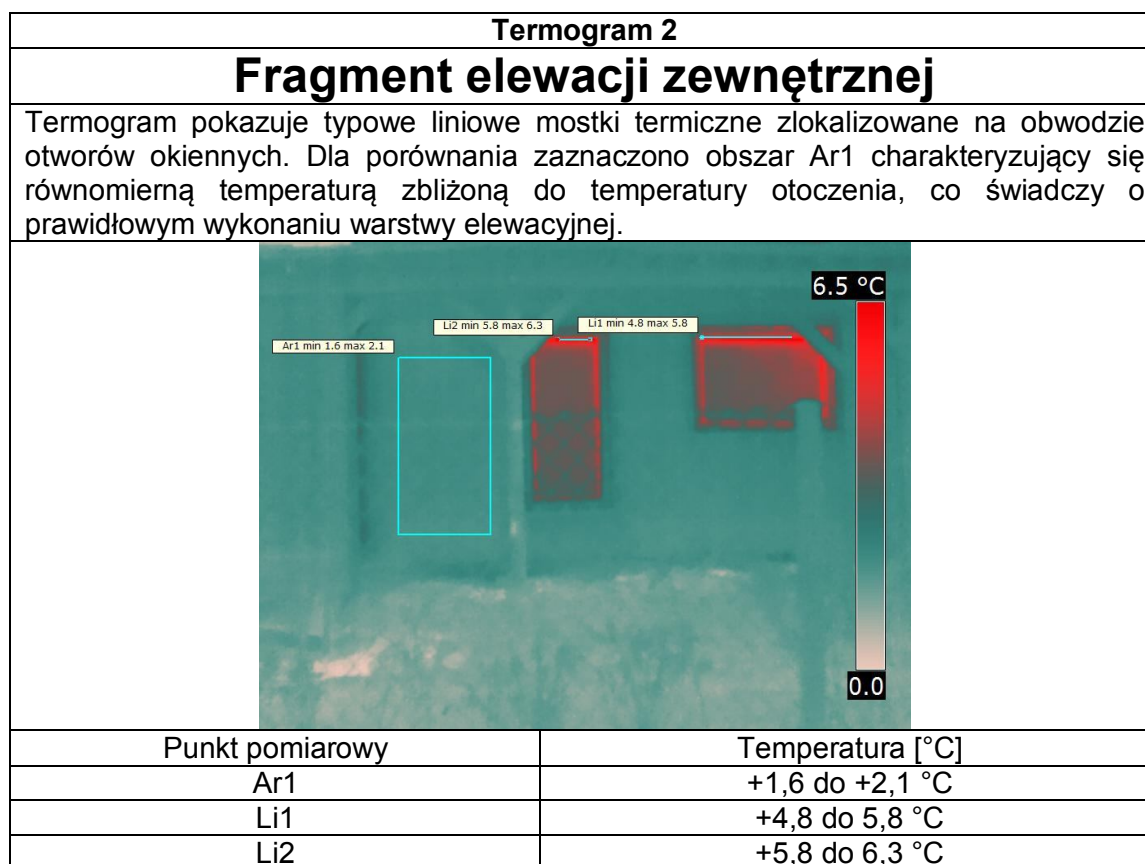 Termogram 2
Fragment elewacji zewnętrznej
Termogram pokazuje typowe liniowe mostki termiczne zlokalizowane na obwodzie
otworów okiennych. Dla porównania zaznaczono obszar Ar1 charakteryzujący się
równomierną temperaturą zbliżoną do temperatury otoczenia, co świadczy o
prawidłowym wykonaniu warstwy elewacyjnej.
6.5 °C
Li2 min 5.8 max 6.3
Li1 min 4.8 max 5.8
Ar1 min 1.6 max 2.1
0.0
Punkt pomiarowy Temperatura [°C]
Ar1 +1,6 do +2,1 °C
Li1 +4,8 do 5,8 °C
Li2 +5,8 do 6,3 °C